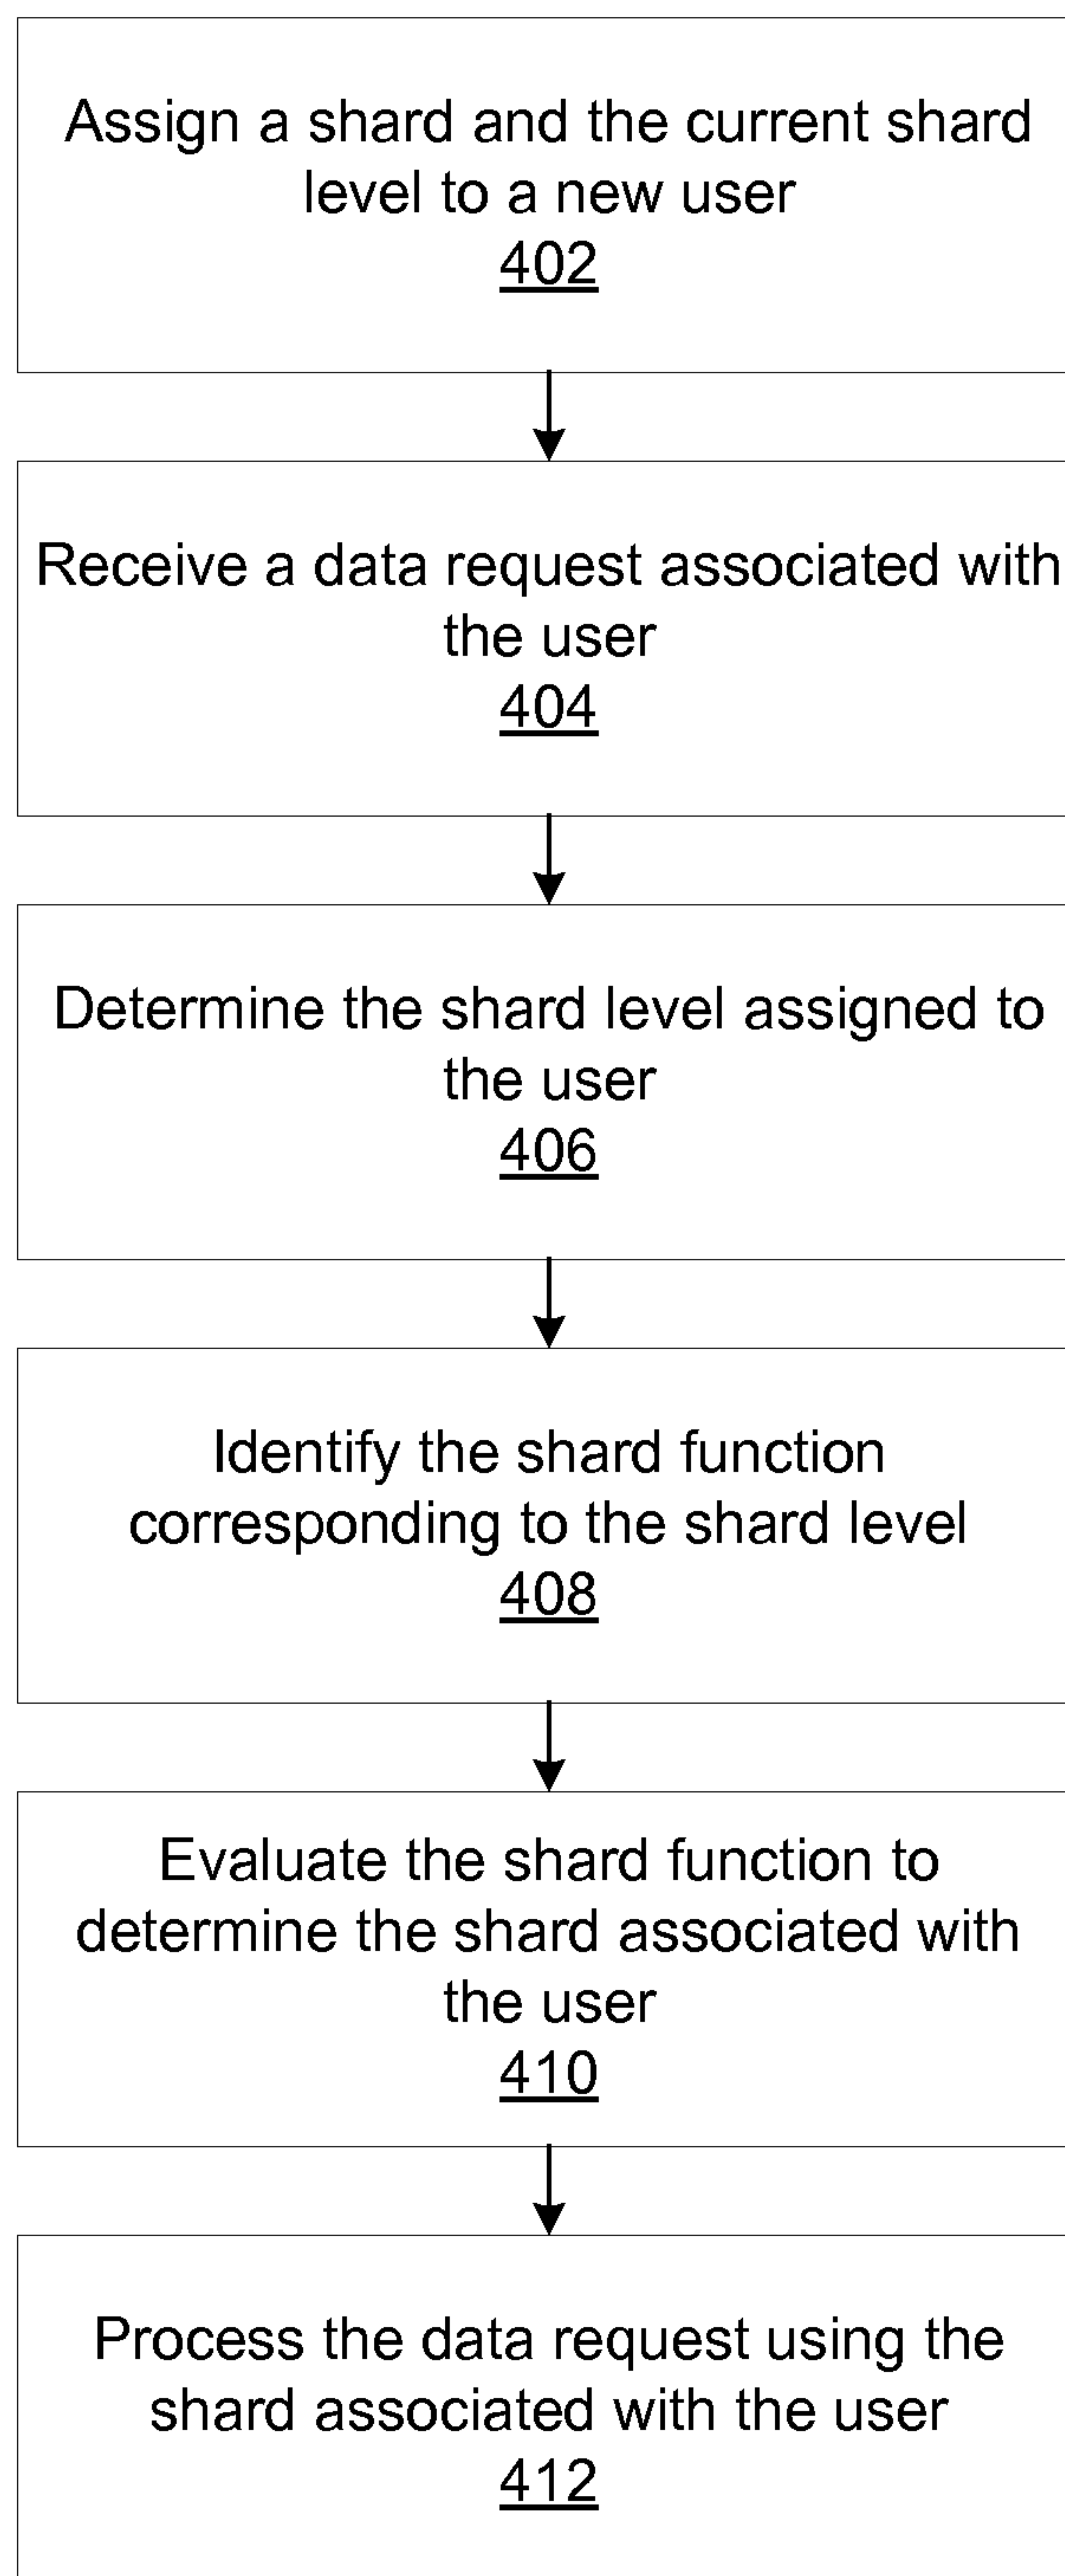 Assign a shard and the current shard
level to a new user
402
Receive a data request associated with
the user
404
Determine the shard level assigned to
the user
406
Identify the shard function
corresponding to the shard level
408
Evaluate the shard function to
determine the shard associated with
the user
410
Process the data request using the
shard associated with the user
412